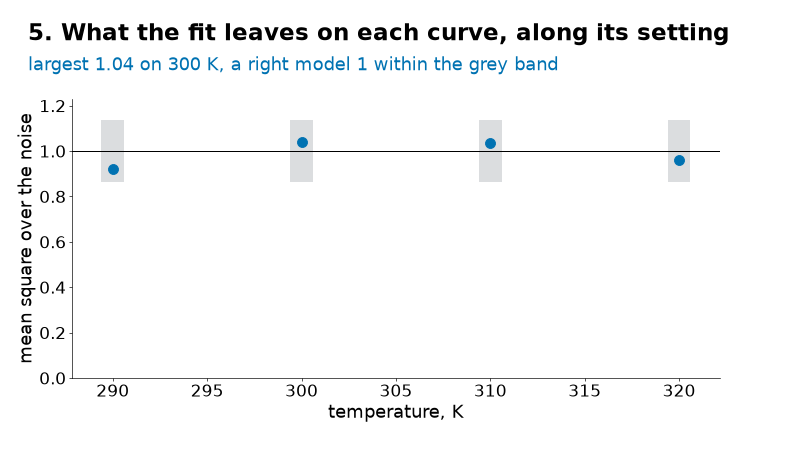 5. What the fit leaves on each curve, along its setting
largest 1.04 on 300 K, a right model 1 within the grey band
mean square over the noise
1.2
1.0
0.8
0.6
0.4
0.2
0.0
290 295 300 305 310 315 320
temperature, K